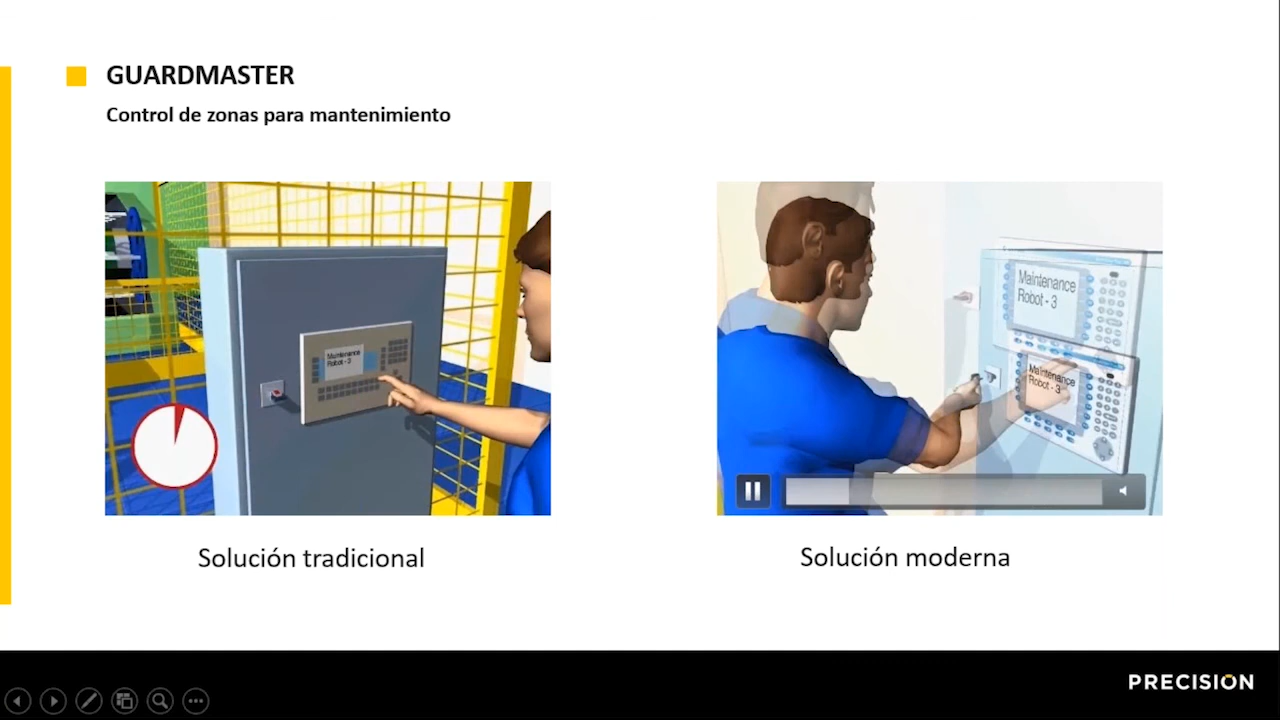 GUARDMASTER
Control de zonas para mantenimiento
Maintenance
Robot - 3
Maintenance
Robot - 3
Maintenance
Robot - 3
Solución tradicional
Solución moderna
PRECISIÓN